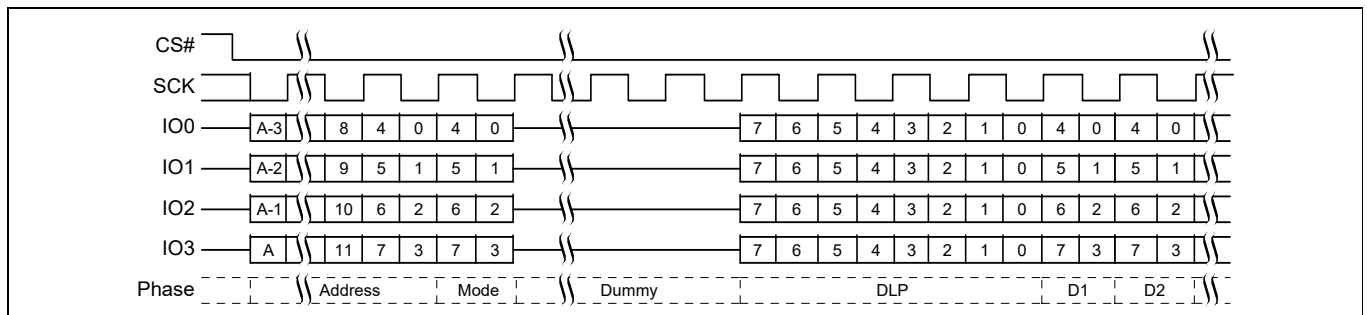 CS#
SCK
IO0 A-3 8 4 0 4 0 7 6 5 4 3 2 1 0 4 0 4 0
IO1 A-2 9 5 1 5 1 7 6 5 4 3 2 1 0 5 1 5 1
IO2 A-1 10 6 2 6 2 7 6 5 4 3 2 1 0 6 2 6 2
IO3 A 11 7 3 7 3 7 6 5 4 3 2 1 0 7 3 7 3
Phase Address Mode Dummy DLP D1 D2